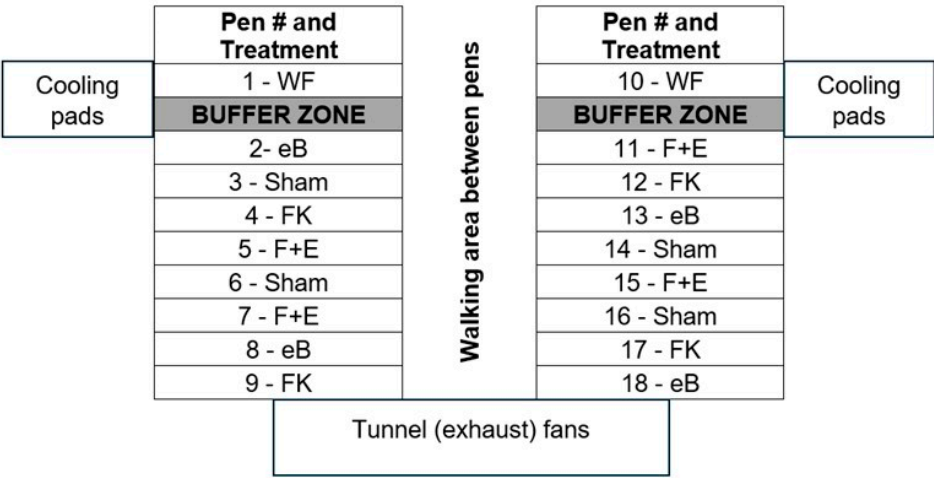 Pen # and
Treatment
1 - WF
BUFFER ZONE
2- eB
3 - Sham
4 - FK
5 - F+E
6 - Sham
7 - F+E
8 - eB
9 - FK
Cooling
pads
Walking area between pens
Pen # and
Treatment
10 - WF
BUFFER ZONE
11 - F+E
12 - FK
13 - eB
14 - Sham
15 - F+E
16 - Sham
17 - FK
18 - eB
Cooling
pads
Tunnel (exhaust) fans